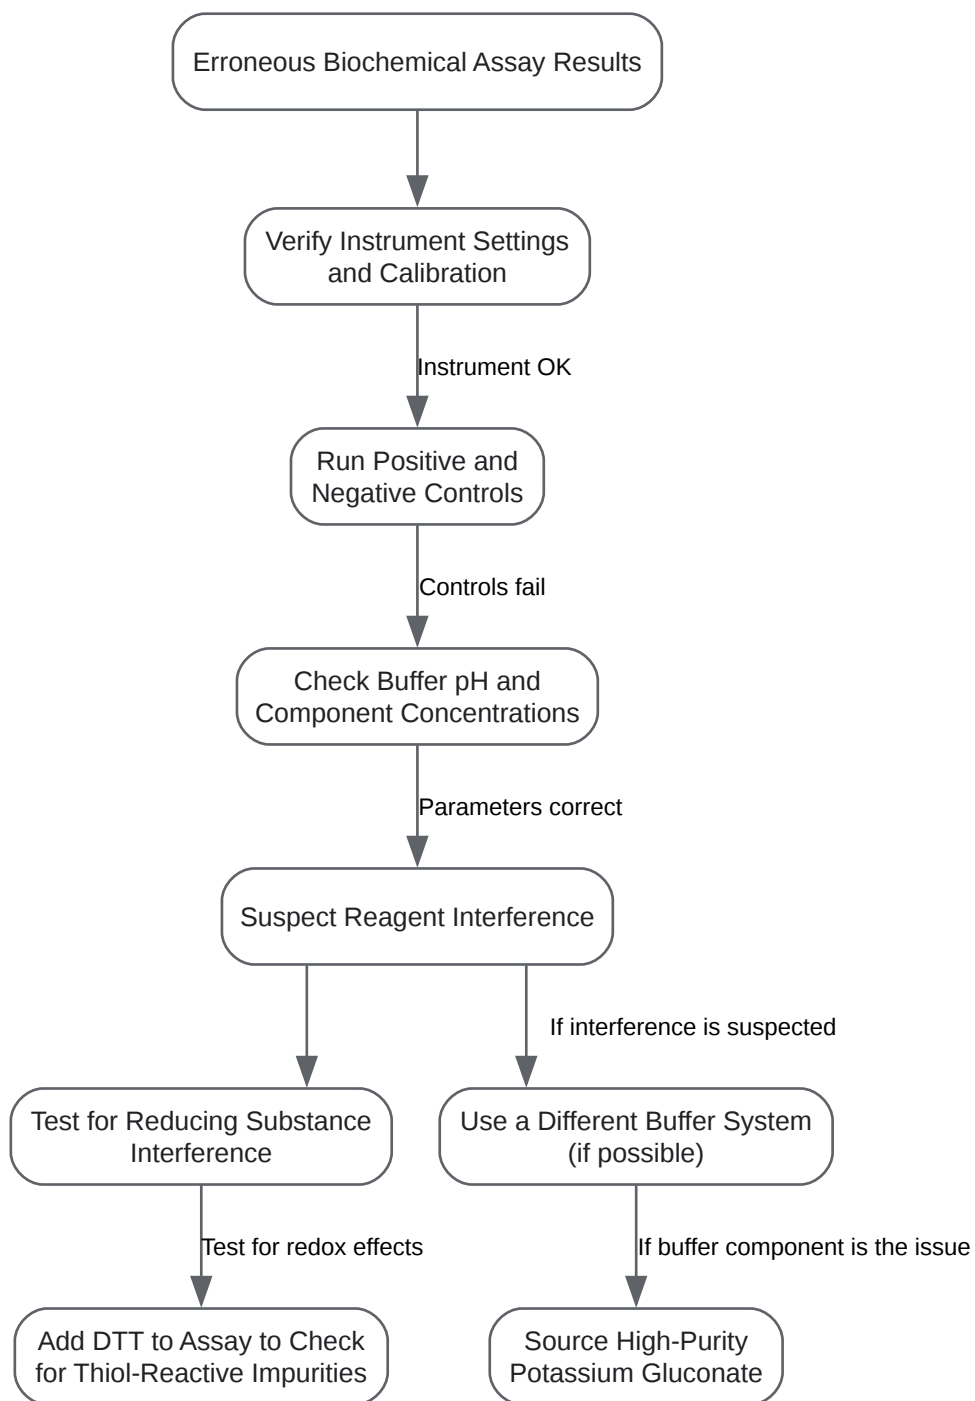 Erroneous Biochemical Assay Results
Verify Instrument Settings
and Calibration
Instrument OK
Run Positive and
Negative Controls
Controls fail
Check Buffer pH and
Component Concentrations
Parameters correct
Suspect Reagent Interference
If interference is suspected
Test for Reducing Substance
Interference
Use a Different Buffer System
(if possible)
Test for redox effects
If buffer component is the issue
Add DTT to Assay to Check
for Thiol-Reactive Impurities
Source High-Purity
Potassium Gluconate